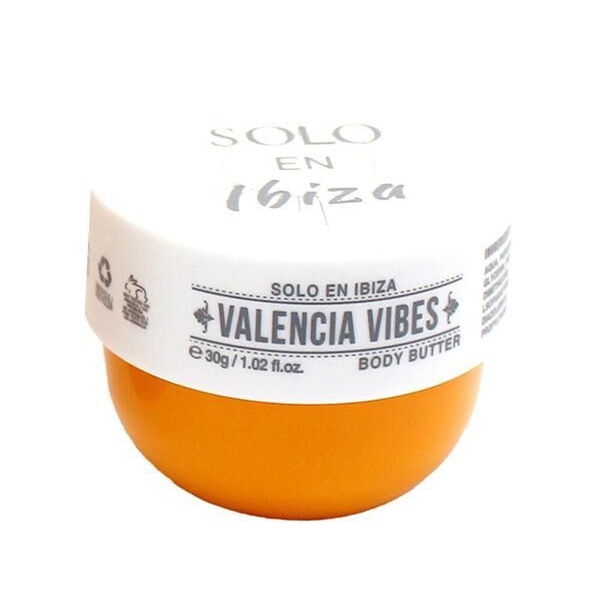 SOLO
EN
Ibiza
SOLO EN IBIZA
VALENCIA VIBES
℮ 30g / 1.02 fl.oz.
BODY BUTTER